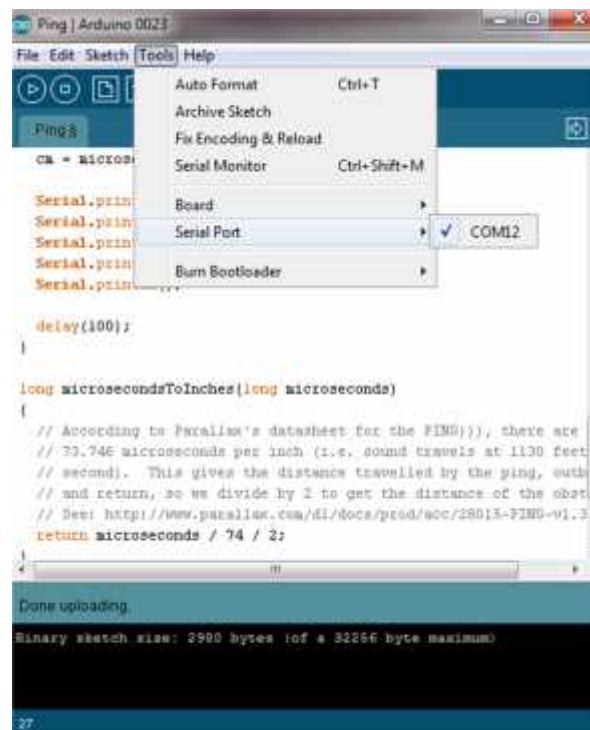 Ping | Arduino 0023
File Edit Sketch Tools Help
Auto Format Ctrl+T
Archive Sketch
Fix Encoding & Reload
Serial Monitor Ctrl+Shift+M
Board
Serial Port
COM12
Burn Bootloader
Ping §
cm = micros
Serial.prin
Serial.prin
Serial.prin
Serial.prin
Serial.print
delay(100);
}
long microsecondsToInches(long microseconds)
{
// According to Parallax's datasheet for the PING))), there are
// 73.746 microseconds per inch (i.e. sound travels at 1130 feet
// second). This gives the distance travelled by the ping, outb
// and return, so we divide by 2 to get the distance of the obst
// See: http://www.parallax.com/dl/docs/prod/acc/28015-PING-v1.3
return microseconds / 74 / 2;
}
Done uploading.
Binary sketch size: 2980 bytes (of a 32256 byte maximum)
27